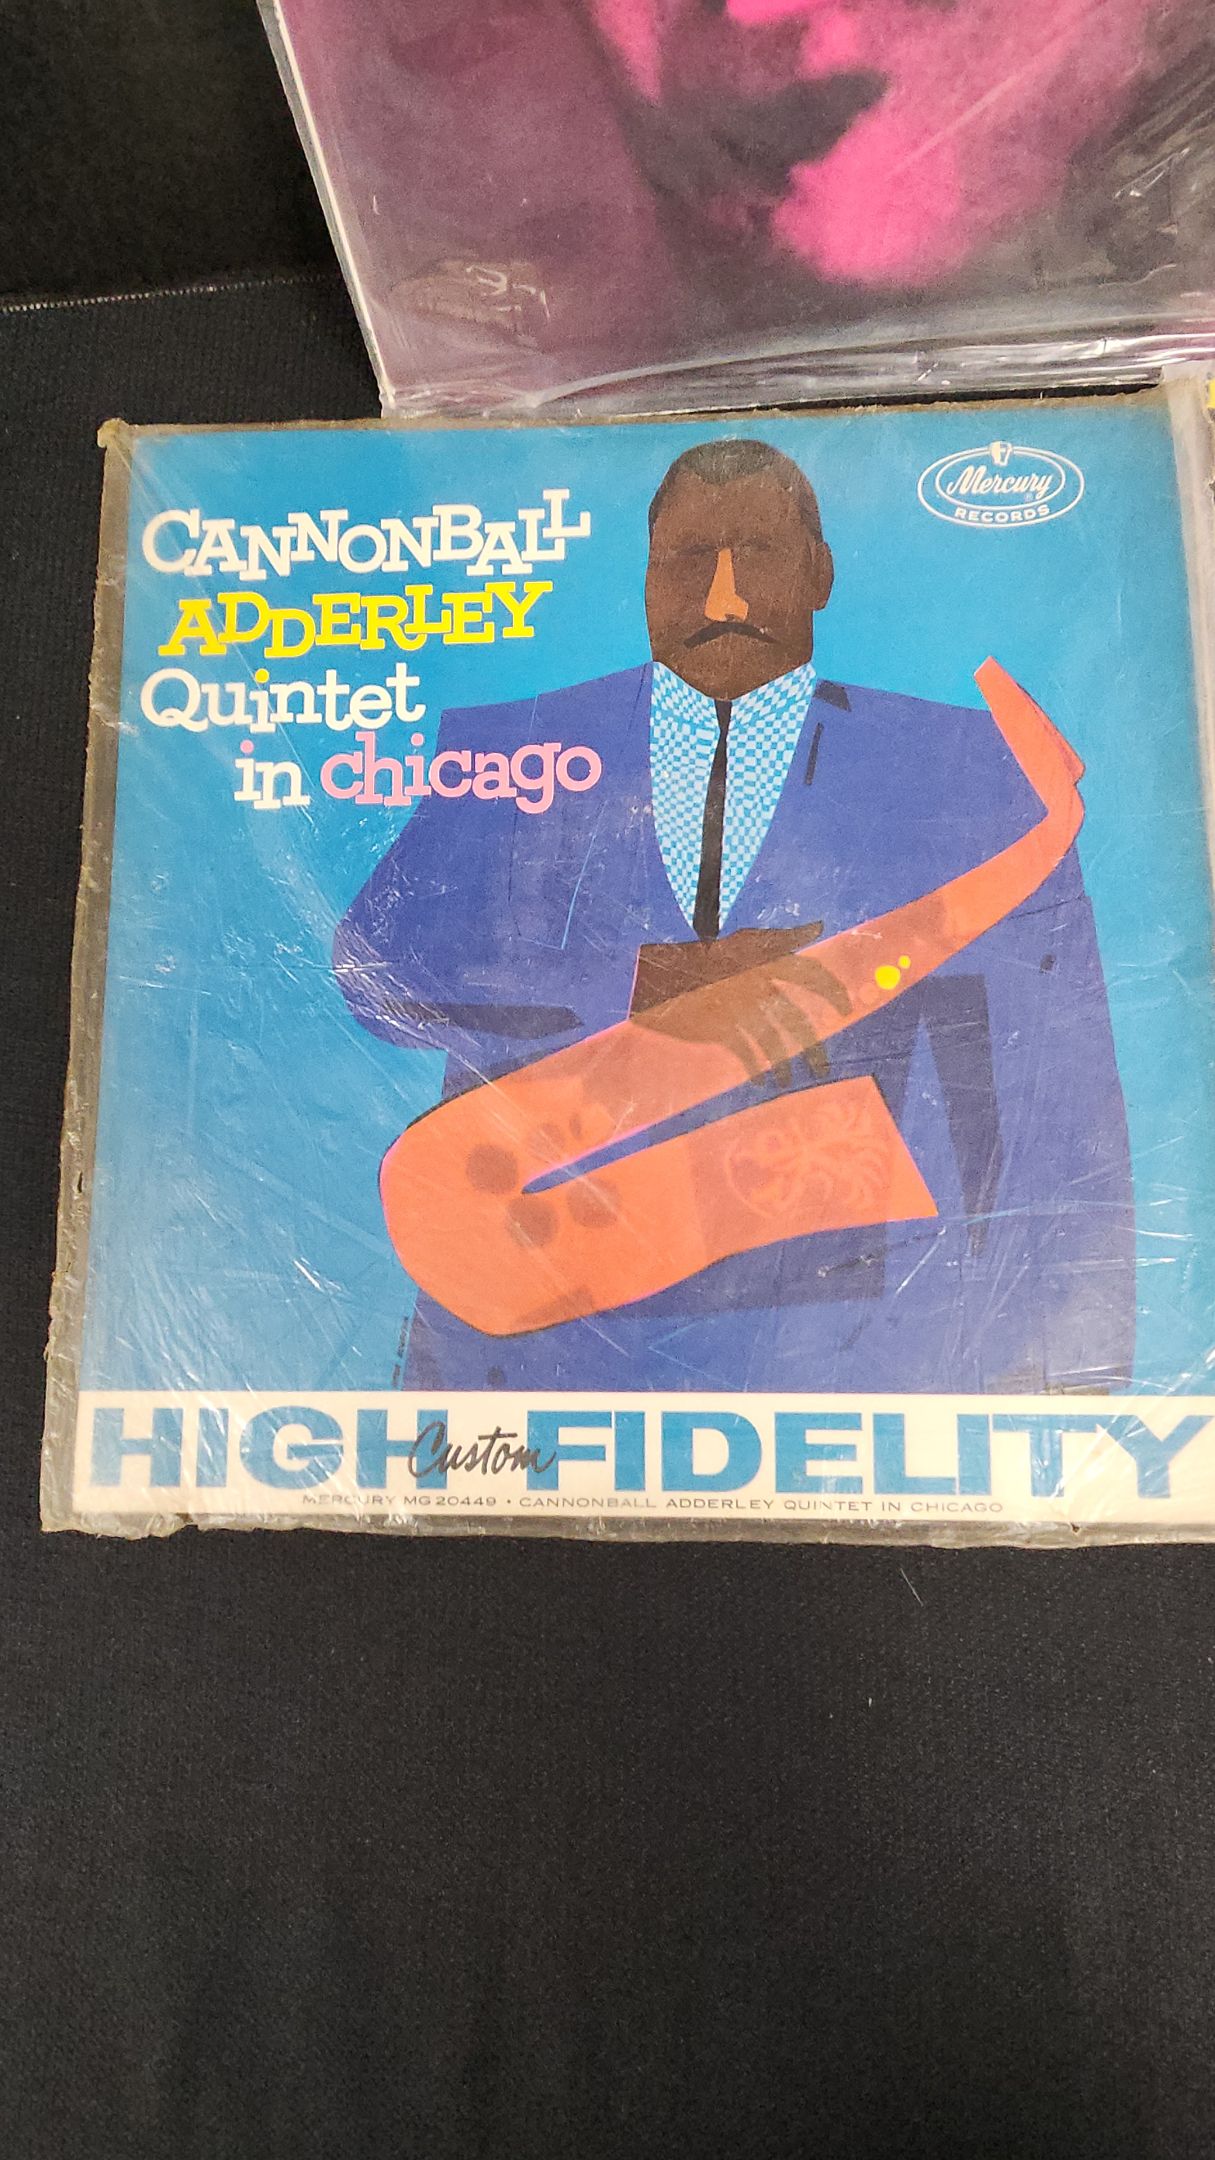 CANNONBALL
ADDERLEY
Quintet
in chicago
Mercury
RECORDS
HIGH Custom FIDELITY
MERCURY MG 20449 • CANNONBALL ADDERLEY QUINTET IN CHICAGO